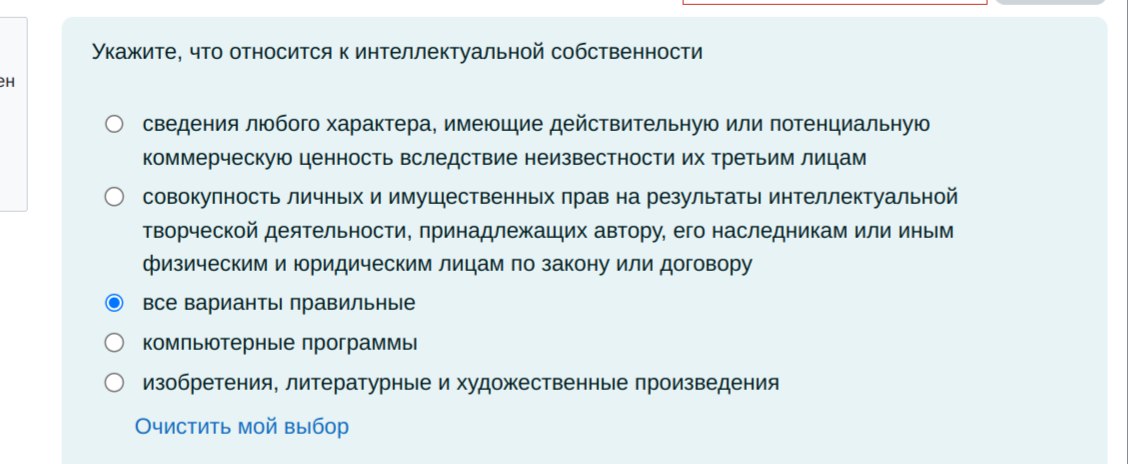 ен
Укажите, что относится к интеллектуальной собственности
сведения любого характера, имеющие действительную или потенциальную
коммерческую ценность вследствие неизвестности их третьим лицам
совокупность личных и имущественных прав на результаты интеллектуальной
творческой деятельности, принадлежащих автору, его наследникам или иным
физическим и юридическим лицам по закону или договору
все варианты правильные
компьютерные программы
изобретения, литературные и художественные произведения
Очистить мой выбор